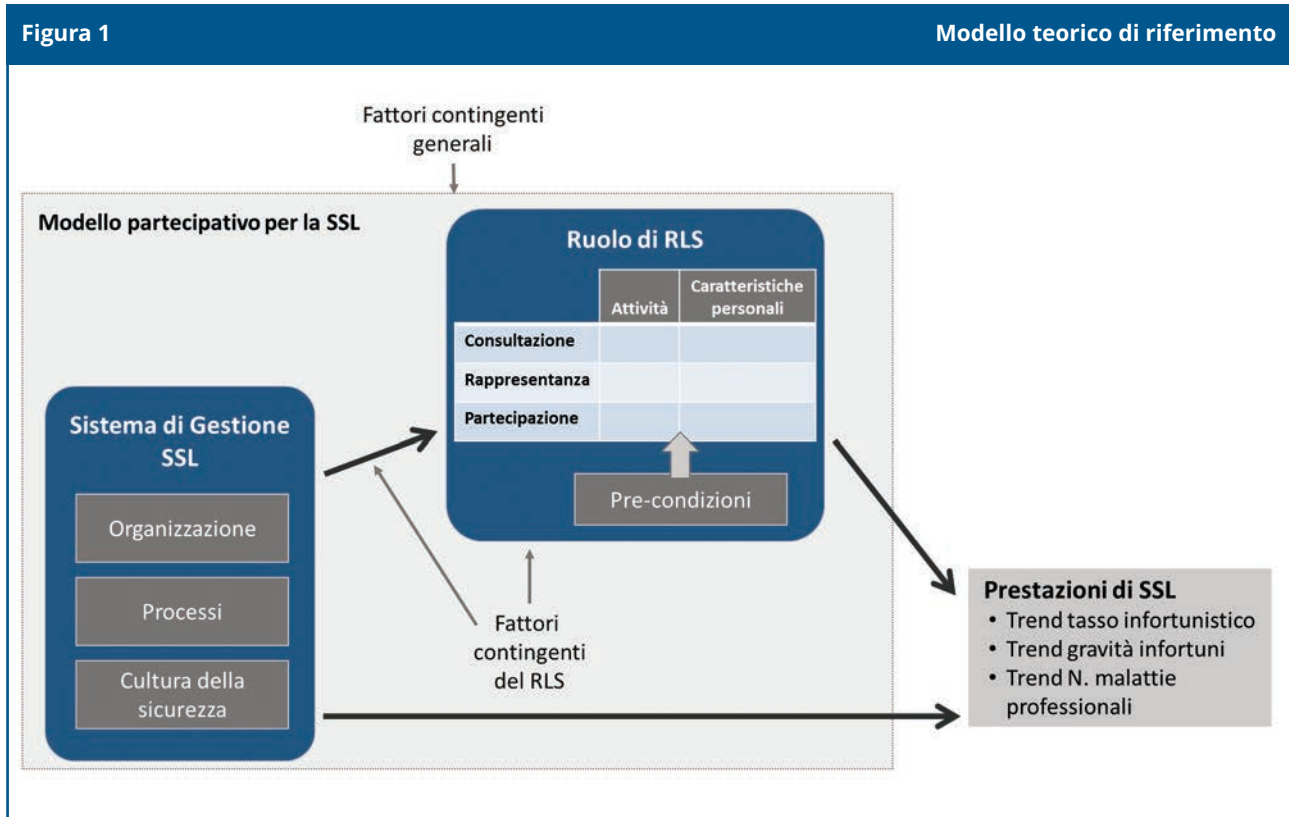 Figura 1
Modello teorico di riferimento
Fattori contingenti
generali
Modello partecipativo per la SSL
Ruolo di RLS
Attività
Caratteristiche
personali
Consultazione
Rappresentanza
Partecipazione
Pre-condizioni
Sistema di Gestione
SSL
Organizzazione
Processi
Cultura della
sicurezza
Fattori
contingenti
del RLS
Prestazioni di SSL
• Trend tasso infortunistico
• Trend gravità infortuni
• Trend N. malattie
professionali